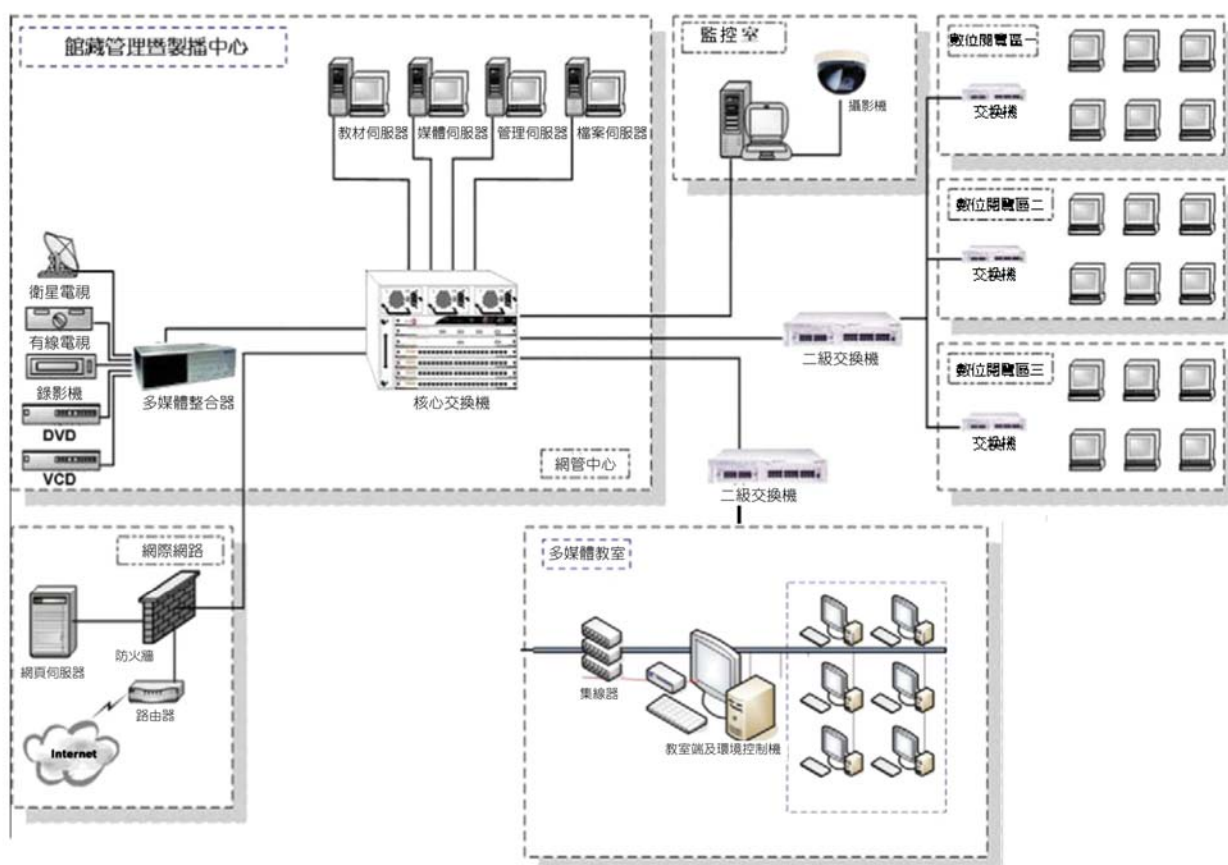 館藏管理暨製播中心
教材伺服器
媒體伺服器
管理伺服器
檔案伺服器
衛星電視
有線電視
錄影機
DVD
VCD
多媒體整合器
核心交換機
網管中心
監控室
攝影機
二級交換機
二級交換機
數位閱覽區一
交換機
數位閱覽區二
交換機
數位閱覽區三
交換機
網際網路
網頁伺服器
防火牆
路由器
Internet
多媒體教室
集線器
教室端及環境控制機